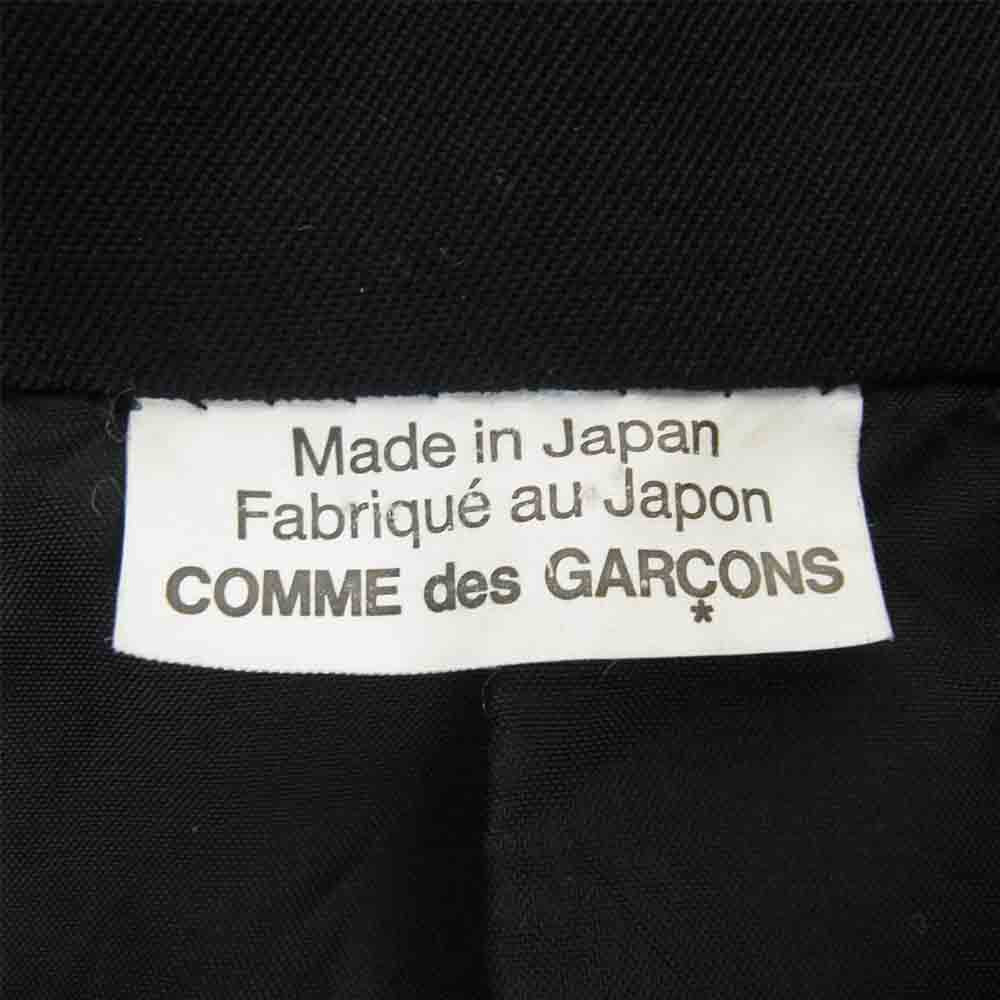 Made in Japan
Fabriqué au Japon
COMME des GARÇONS
*